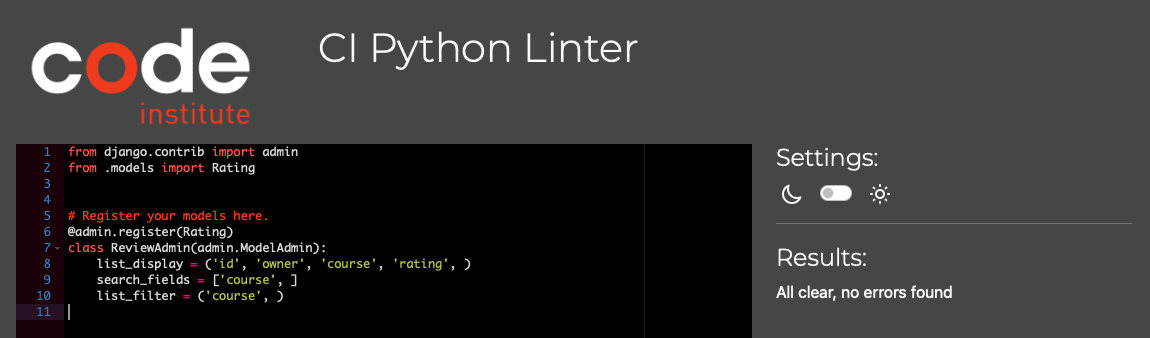 code
institute
CI Python Linter
1 from django.contrib import admin
2 from .models import Rating
3
4
5 # Register your models here.
6 @admin.register(Rating)
7 class ReviewAdmin(admin.ModelAdmin):
8     list_display = ('id', 'owner', 'course', 'rating', )
9     search_fields = ['course', ]
10     list_filter = ('course', )
11
Settings:
Results:
All clear, no errors found